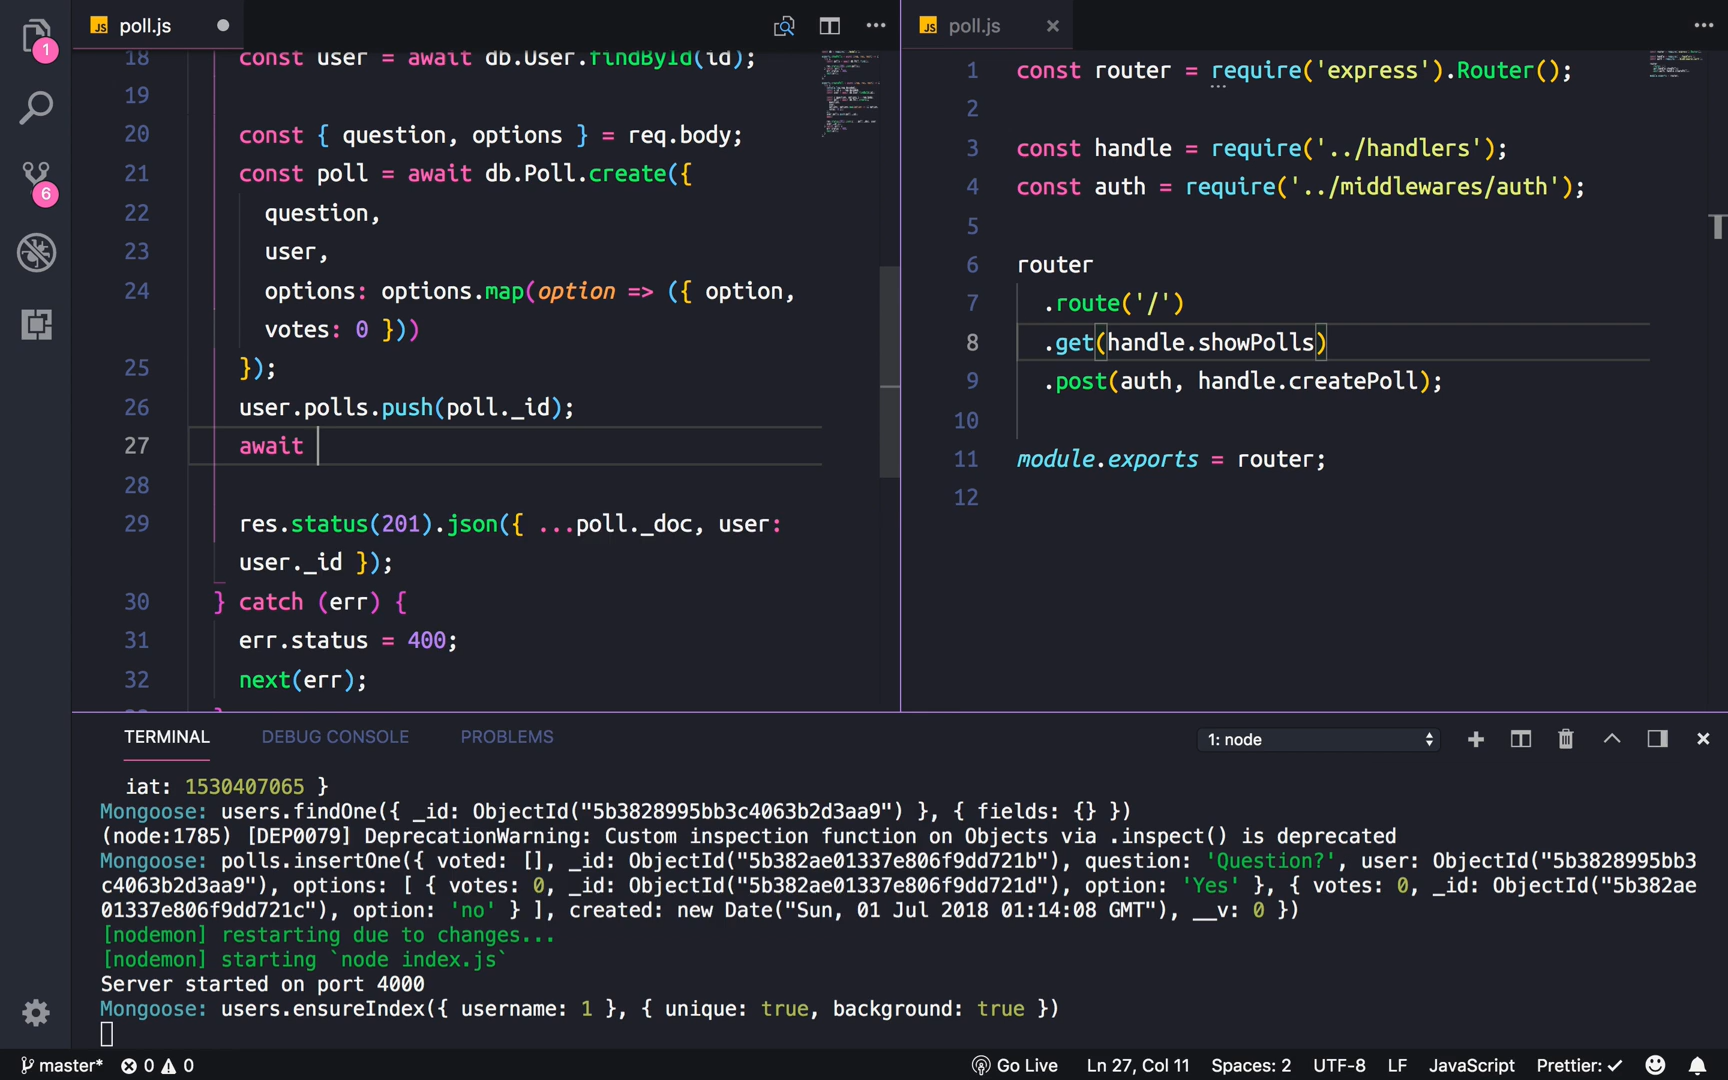 1
6
JS poll.js
18 const user = await db.User.findById(id);
19
20 const { question, options } = req.body;
21 const poll = await db.Poll.create({
22 question,
23 user,
24 options: options.map(option => ({ option,
votes: 0 }))
25 });
26 user.polls.push(poll._id);
27 await
28
29 res.status(201).json({ ...poll._doc, user:
user._id });
30 } catch (err) {
31 err.status = 400;
32 next(err);
JS poll.js
1 const router = require('express').Router();
2
3 const handle = require('../handlers');
4 const auth = require('../middlewares/auth');
5
6 router
7 .route('/')
8 .get(handle.showPolls)
9 .post(auth, handle.createPoll);
10
11 module.exports = router;
12
TERMINAL DEBUG CONSOLE PROBLEMS 1: node
iat: 1530407065 }
Mongoose: users.findOne({ _id: ObjectId("5b3828995bb3c4063b2d3aa9") }, { fields: {} })
(node:1785) [DEP0079] DeprecationWarning: Custom inspection function on Objects via .inspect() is deprecated
Mongoose: polls.insertOne({ voted: [], _id: ObjectId("5b382ae01337e806f9dd721b"), question: 'Question?', user: ObjectId("5b3828995bb3
c4063b2d3aa9"), options: [ { votes: 0, _id: ObjectId("5b382ae01337e806f9dd721d"), option: 'Yes' }, { votes: 0, _id: ObjectId("5b382ae
01337e806f9dd721c"), option: 'no' } ], created: new Date("Sun, 01 Jul 2018 01:14:08 GMT"), __v: 0 })
[nodemon] restarting due to changes...
[nodemon] starting `node index.js`
Server started on port 4000
Mongoose: users.ensureIndex({ username: 1 }, { unique: true, background: true })
master* 0 0 Go Live Ln 27, Col 11 Spaces: 2 UTF-8 LF JavaScript Prettier: ✓